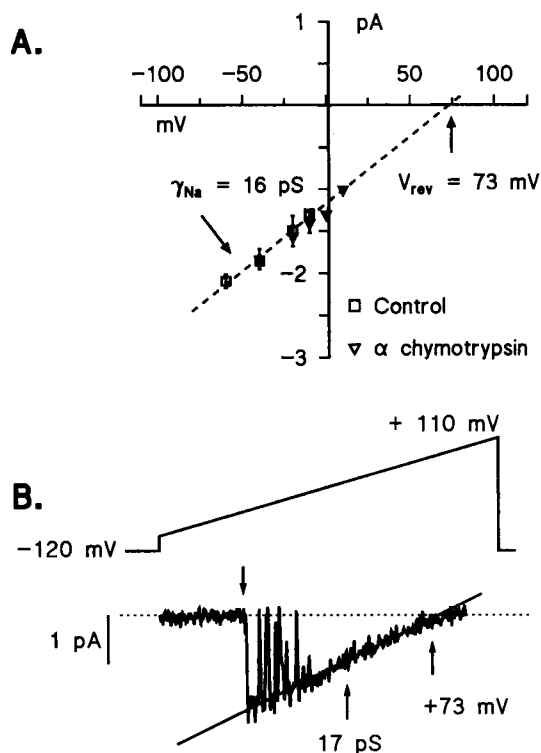 A.
1
pA
−100
−50
50
100
mV
γNa = 16 pS
Vrev = 73 mV
−2
−3
Control
α chymotrypsin
B.
+ 110 mV
−120 mV
1 pA
+73 mV
17 pS